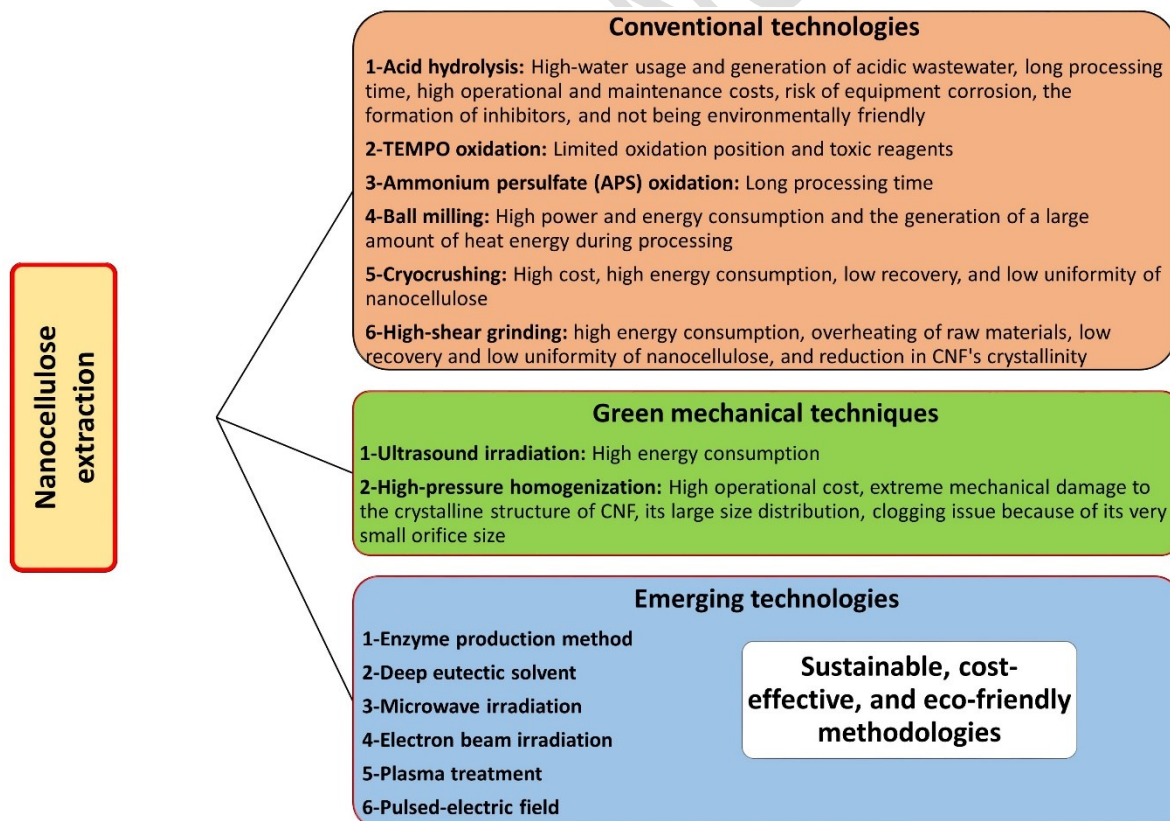 Nanocellulose
extraction
Conventional technologies
1-Acid hydrolysis: High-water usage and generation of acidic wastewater, long processing
time, high operational and maintenance costs, risk of equipment corrosion, the
formation of inhibitors, and not being environmentally friendly
2-TEMPO oxidation: Limited oxidation position and toxic reagents
3-Ammonium persulfate (APS) oxidation: Long processing time
4-Ball milling: High power and energy consumption and the generation of a large
amount of heat energy during processing
5-Cryocrushing: High cost, high energy consumption, low recovery, and low uniformity of
nanocellulose
6-High-shear grinding: high energy consumption, overheating of raw materials, low
recovery and low uniformity of nanocellulose, and reduction in CNF's crystallinity
Green mechanical techniques
1-Ultrasound irradiation: High energy consumption
2-High-pressure homogenization: High operational cost, extreme mechanical damage to
the crystalline structure of CNF, its large size distribution, clogging issue because of its very
small orifice size
Emerging technologies
1-Enzyme production method
2-Deep eutectic solvent
3-Microwave irradiation
4-Electron beam irradiation
5-Plasma treatment
6-Pulsed-electric field
Sustainable, cost-
effective, and eco-friendly
methodologies